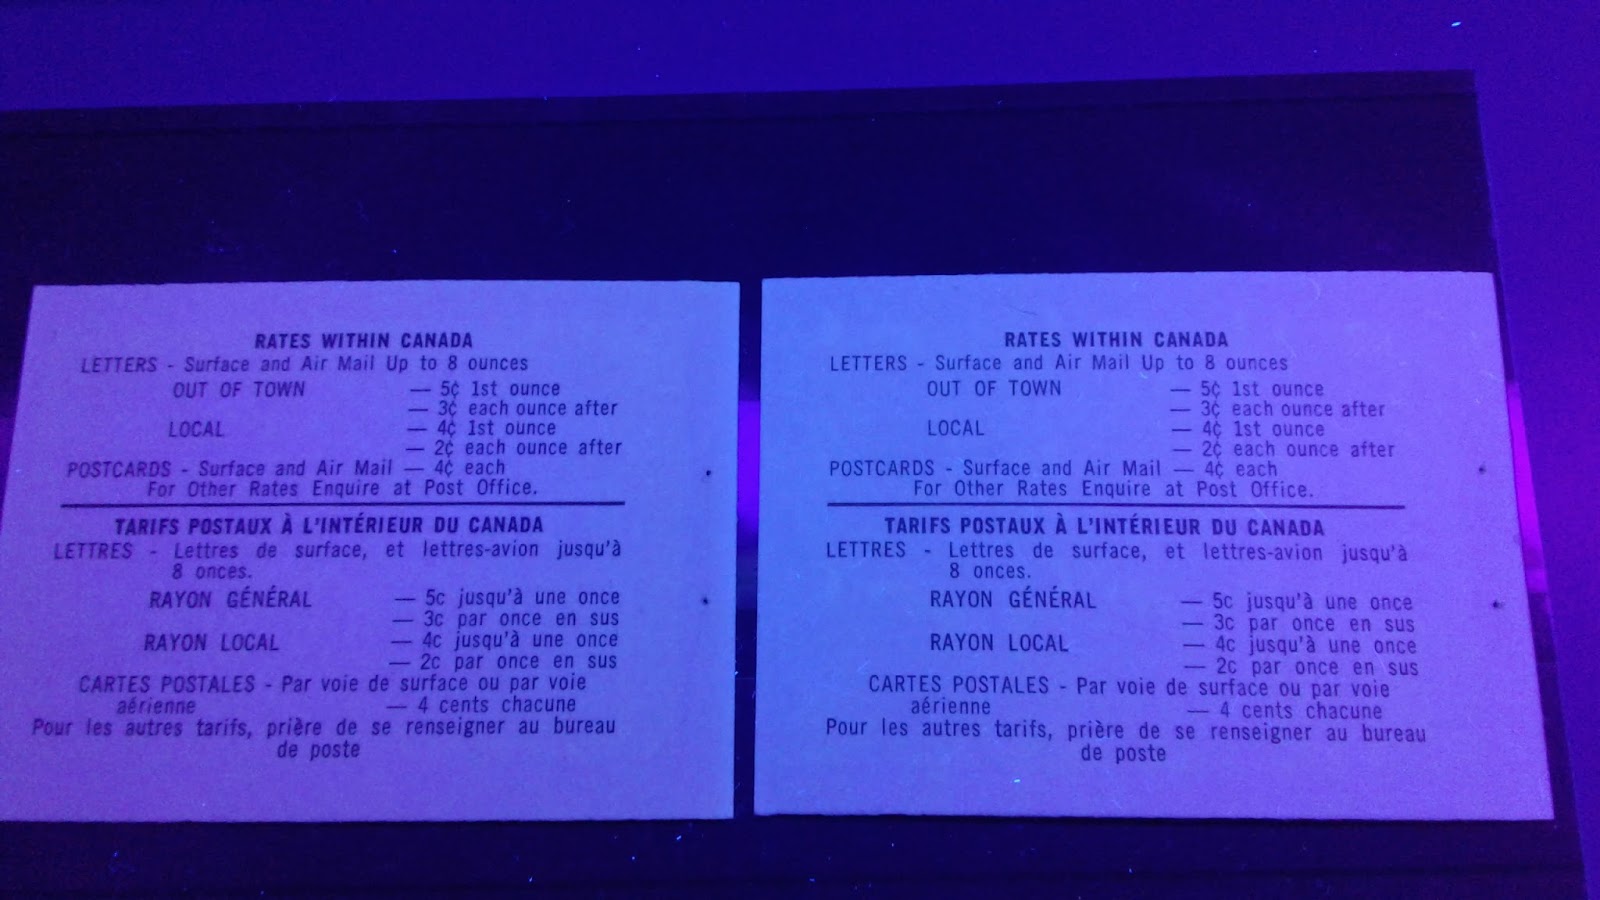 RATES WITHIN CANADA
LETTERS - Surface and Air Mail Up to 8 ounces
OUT OF TOWN — 5¢ 1st ounce
— 3¢ each ounce after
LOCAL — 4¢ 1st ounce
— 2¢ each ounce after
POSTCARDS - Surface and Air Mail — 4¢ each
For Other Rates Enquire at Post Office.
TARIFS POSTAUX À L'INTÉRIEUR DU CANADA
LETTRES - Lettres de surface, et lettres-avion jusqu'à
8 onces.
RAYON GÉNÉRAL — 5c jusqu'à une once
— 3c par once en sus
RAYON LOCAL — 4c jusqu'à une once
— 2c par once en sus
CARTES POSTALES - Par voie de surface ou par voie
aérienne — 4 cents chacune
Pour les autres tarifs, prière de se renseigner au bureau
de poste
RATES WITHIN CANADA
LETTERS - Surface and Air Mail Up to 8 ounces
OUT OF TOWN — 5¢ 1st ounce
— 3¢ each ounce after
LOCAL — 4¢ 1st ounce
— 2¢ each ounce after
POSTCARDS - Surface and Air Mail — 4¢ each
For Other Rates Enquire at Post Office.
TARIFS POSTAUX À L'INTÉRIEUR DU CANADA
LETTRES - Lettres de surface, et lettres-avion jusqu'à
8 onces.
RAYON GÉNÉRAL — 5c jusqu'à une once
— 3c par once en sus
RAYON LOCAL — 4c jusqu'à une once
— 2c par once en sus
CARTES POSTALES - Par voie de surface ou par voie
aérienne — 4 cents chacune
Pour les autres tarifs, prière de se renseigner au bureau
de poste